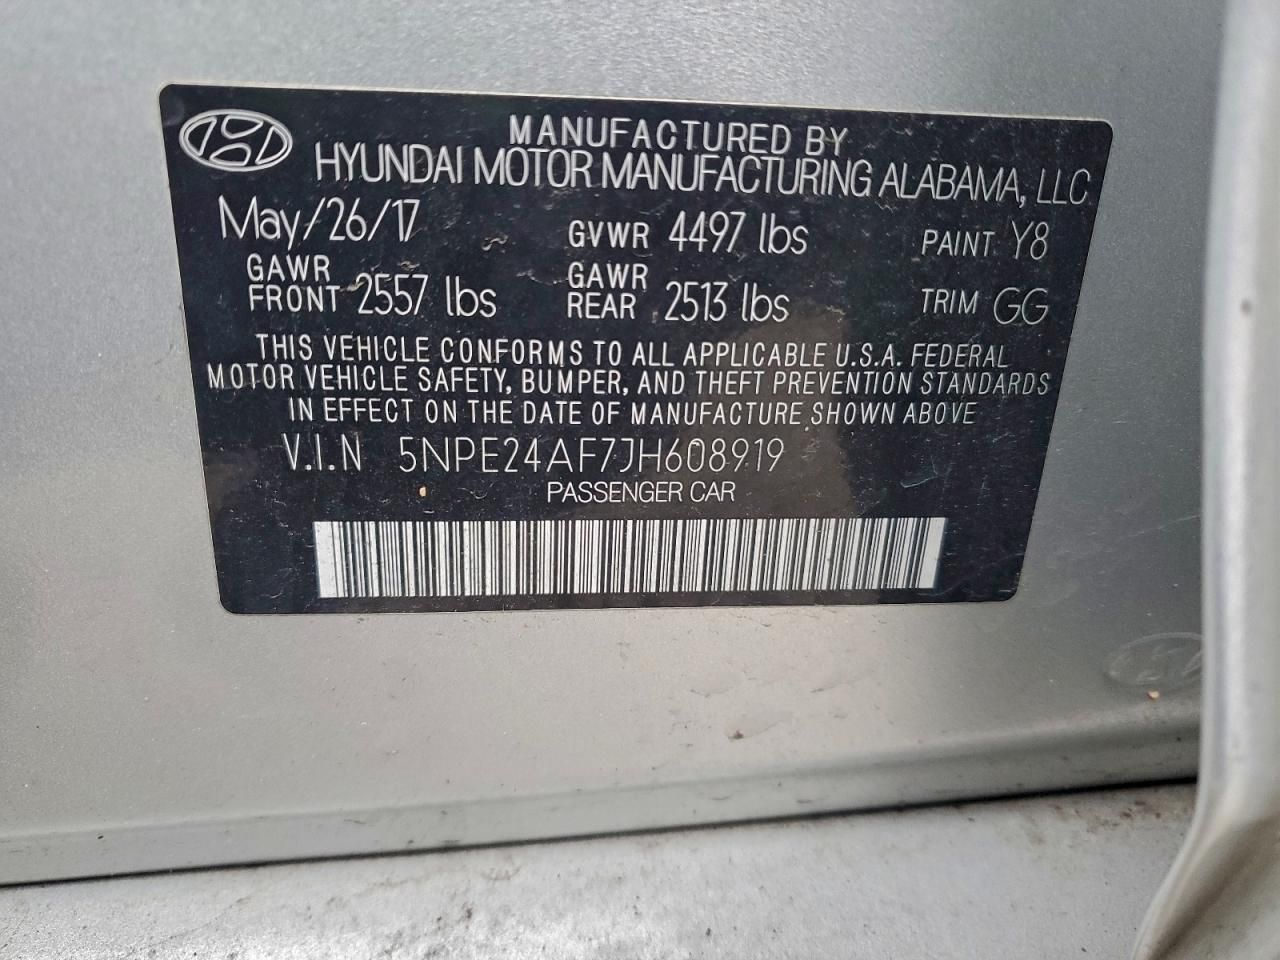 MANUFACTURED BY
HYUNDAI MOTOR MANUFACTURING ALABAMA, LLC
May/26/17 GVWR 4497 lbs PAINT Y8
GAWR FRONT 2557 lbs GAWR REAR 2513 lbs TRIM GG
THIS VEHICLE CONFORMS TO ALL APPLICABLE U.S.A. FEDERAL
MOTOR VEHICLE SAFETY, BUMPER, AND THEFT PREVENTION STANDARDS
IN EFFECT ON THE DATE OF MANUFACTURE SHOWN ABOVE
V.I.N 5NPE24AF7JH608919
PASSENGER CAR